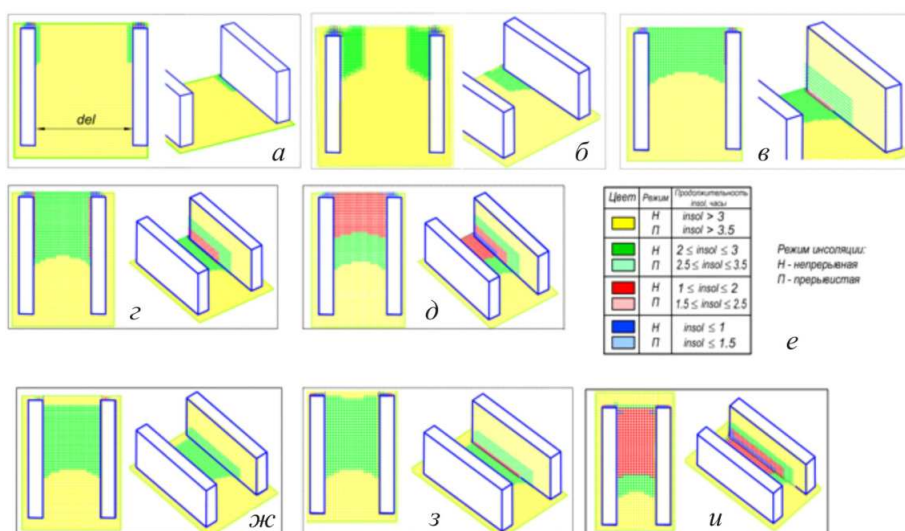 del
а
б
в
г
д
Цвет Режим Продолжительность insol, часы
Н insol > 3
П insol > 3.5
Н 2 ≤ insol ≤ 3
П 2.5 ≤ insol ≤ 3.5
Н 1 ≤ insol ≤ 2
П 1.5 ≤ insol ≤ 2.5
Н insol ≤ 1
П insol ≤ 1.5
Режим инсоляции:
Н - непрерывная
П - прерывистая
е
ж
з
и